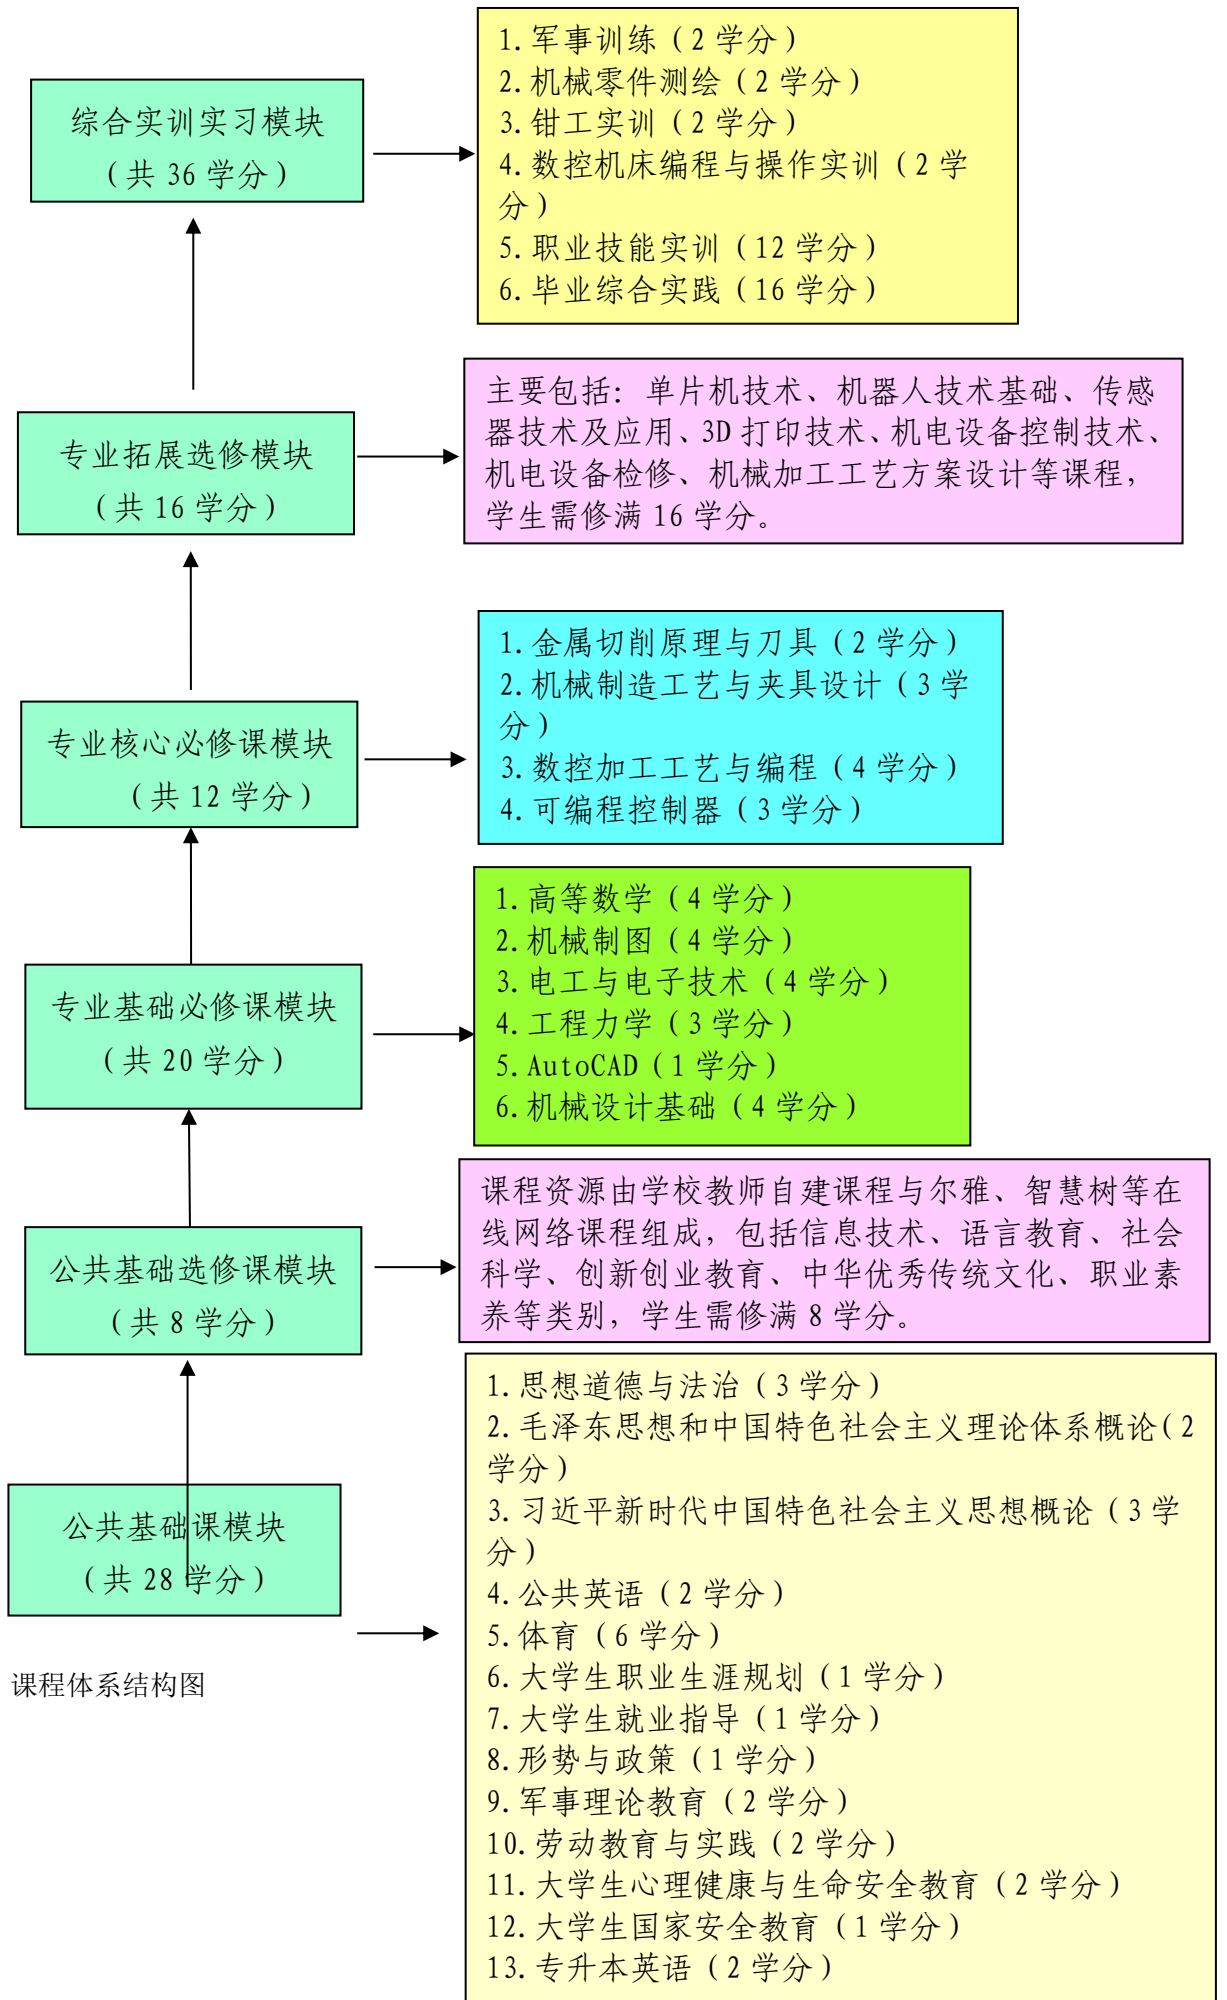 综合实训实习模块
（共 36 学分）
1.军事训练（2 学分）
2.机械零件测绘（2 学分）
3.钳工实训（2 学分）
4.数控机床编程与操作实训（2 学
分）
5.职业技能实训（12 学分）
6.毕业综合实践（16 学分）
专业拓展选修模块
（共 16 学分）
主要包括：单片机技术、机器人技术基础、传感
器技术及应用、3D 打印技术、机电设备控制技术、
机电设备检修、机械加工工艺方案设计等课程，
学生需修满 16 学分。
专业核心必修课模块
（共 12 学分）
1.金属切削原理与刀具（2 学分）
2.机械制造工艺与夹具设计（3 学
分）
3.数控加工工艺与编程（4 学分）
4.可编程控制器（3 学分）
专业基础必修课模块
（共 20 学分）
1.高等数学（4 学分）
2.机械制图（4 学分）
3.电工与电子技术（4 学分）
4.工程力学（3 学分）
5.AutoCAD（1 学分）
6.机械设计基础（4 学分）
公共基础选修课模块
（共 8 学分）
课程资源由学校教师自建课程与尔雅、智慧树等在
线网络课程组成，包括信息技术、语言教育、社会
科学、创新创业教育、中华优秀传统文化、职业素
养等类别，学生需修满 8 学分。
公共基础课模块
（共 28 学分）
1.思想道德与法治（3 学分）
2.毛泽东思想和中国特色社会主义理论体系概论（2
学分）
3.习近平新时代中国特色社会主义思想概论（3 学
分）
4.公共英语（2 学分）
5.体育（6 学分）
6.大学生职业生涯规划（1 学分）
7.大学生就业指导（1 学分）
8.形势与政策（1 学分）
9.军事理论教育（2 学分）
10.劳动教育与实践（2 学分）
11.大学生心理健康与生命安全教育（2 学分）
12.大学生国家安全教育（1 学分）
13.专升本英语（2 学分）
课程体系结构图